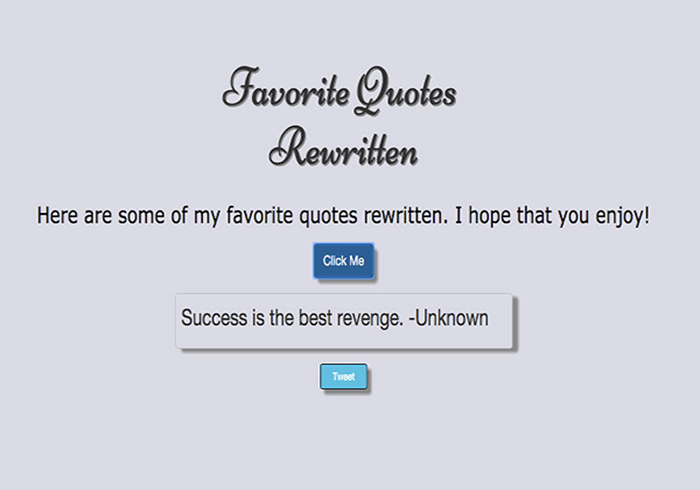 Favorite Quotes
Rewritten
Here are some of my favorite quotes rewritten. I hope that you enjoy!
Click Me
Success is the best revenge. -Unknown
Tweet